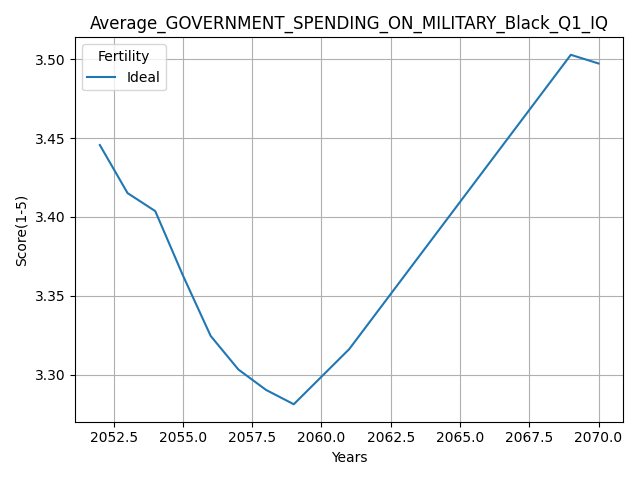 Average_GOVERNMENT_SPENDING_ON_MILITARY_Black_Q1_IQ
Fertility
Ideal
3.50
3.45
3.40
3.35
3.30
Score(1-5)
2052.5 2055.0 2057.5 2060.0 2062.5 2065.0 2067.5 2070.0
Years